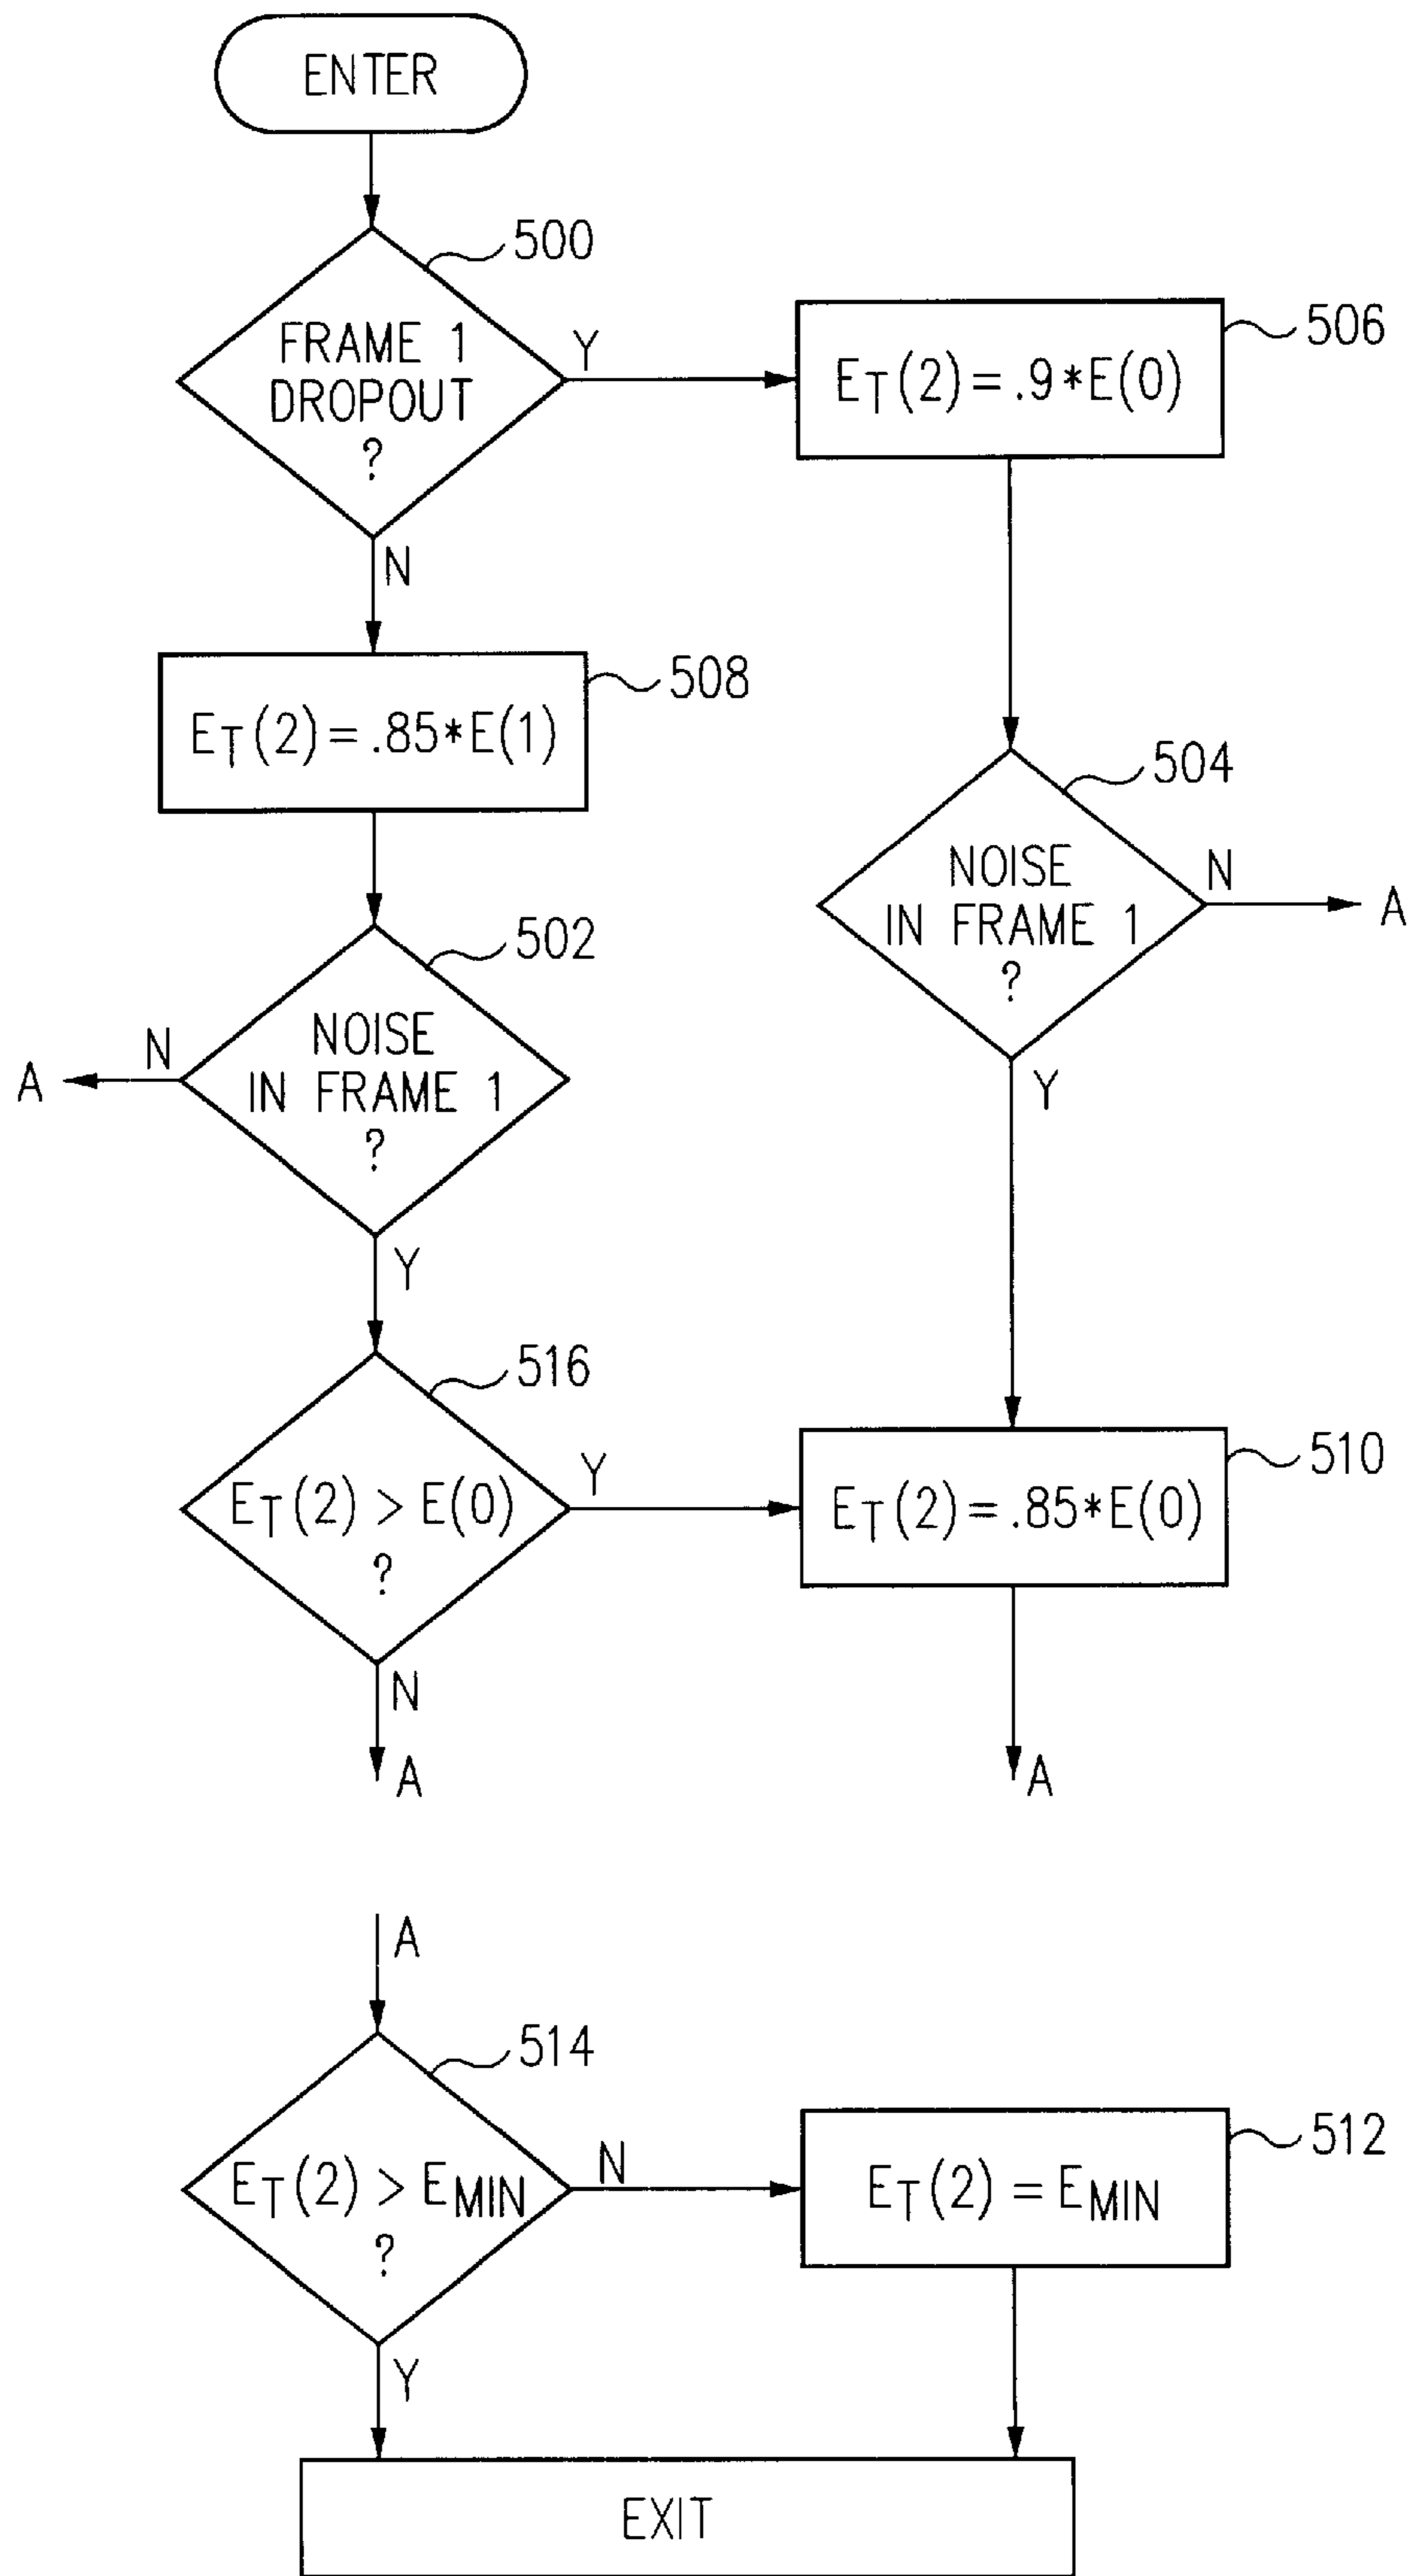 ENTER
500
FRAME 1
DROPOUT
?
Y
506
ET(2)=.9*E(0)
N
508
ET(2)=.85*E(1)
504
NOISE
IN FRAME 1
?
N
A
Y
502
NOISE
IN FRAME 1
?
N
A
Y
516
ET(2) > E(0)
?
Y
510
ET(2)=.85*E(0)
N
A
A
A
514
ET(2) > EMIN
?
N
512
ET(2) = EMIN
Y
EXIT